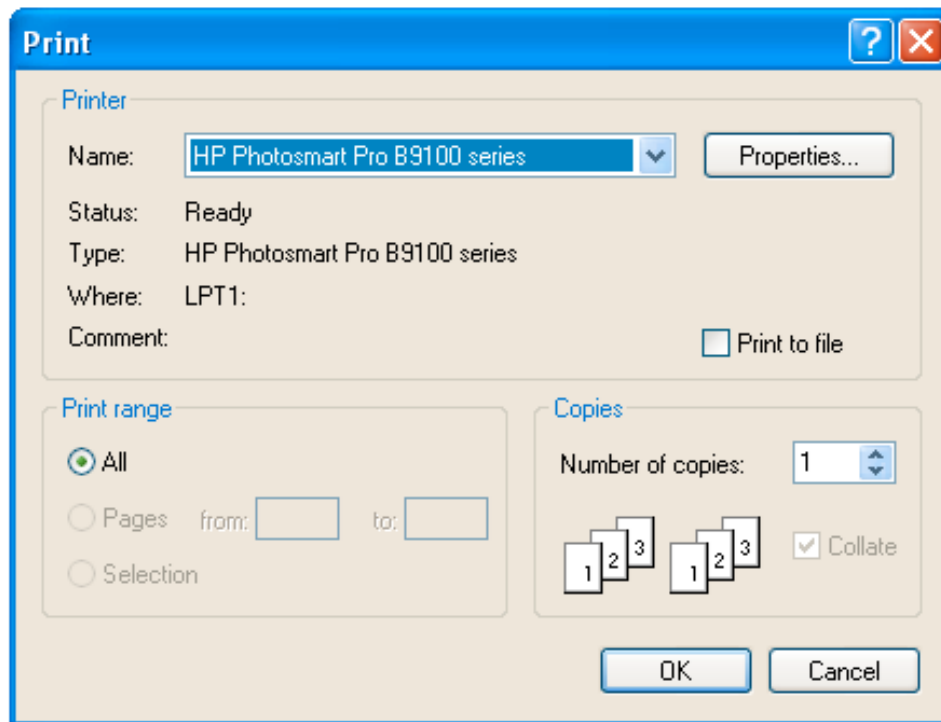 Print
Printer
Name: HP Photosmart Pro B9100 series Properties...
Status: Ready
Type: HP Photosmart Pro B9100 series
Where: LPT1:
Comment: Print to file
Print range
All
Pages from: to:
Selection
Copies
Number of copies: 1
1 2 3 1 2 3 Collate
OK Cancel